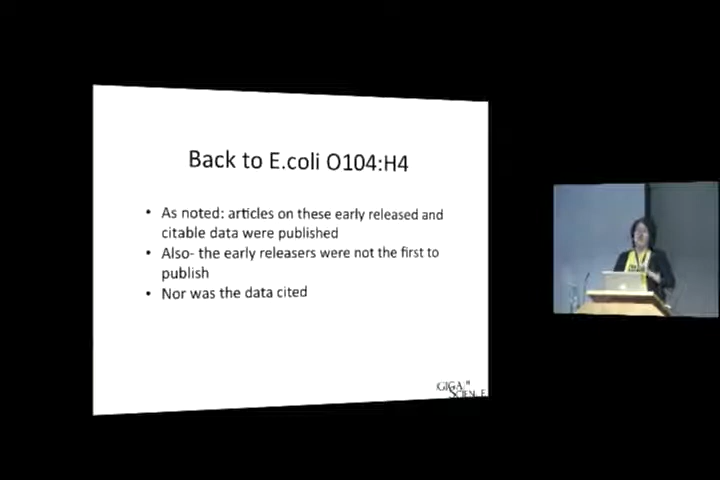 Back to E.coli O104:H4
• As noted: articles on these early released and
citable data were published
• Also- the early releasers were not the first to
publish
• Nor was the data cited
GIGA
SCIENCE